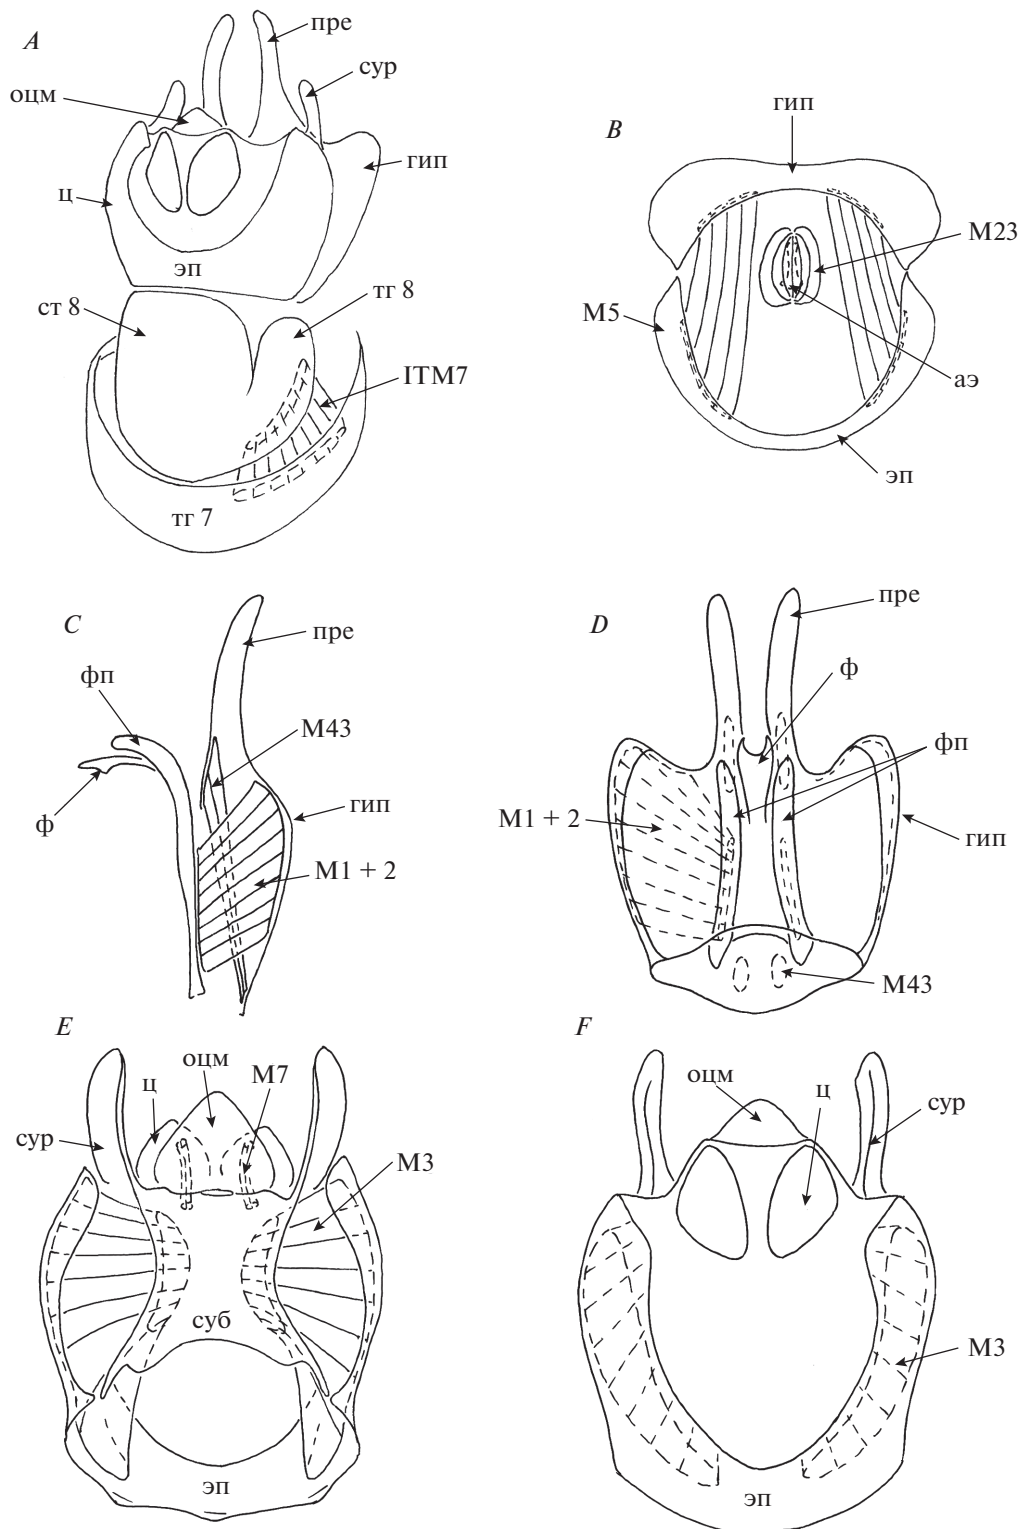 A
пре
сур
оцм
гип
ц
эп
ст 8
тг 8
ITM7
тг 7
B
гип
M23
M5
аэ
эп
C
пре
фп
M43
ф
гип
M1 + 2
D
пре
ф
фп
M1 + 2
гип
M43
E
оцм
ц
M7
сур
M3
суб
эп
F
оцм
ц
сур
M3
эп